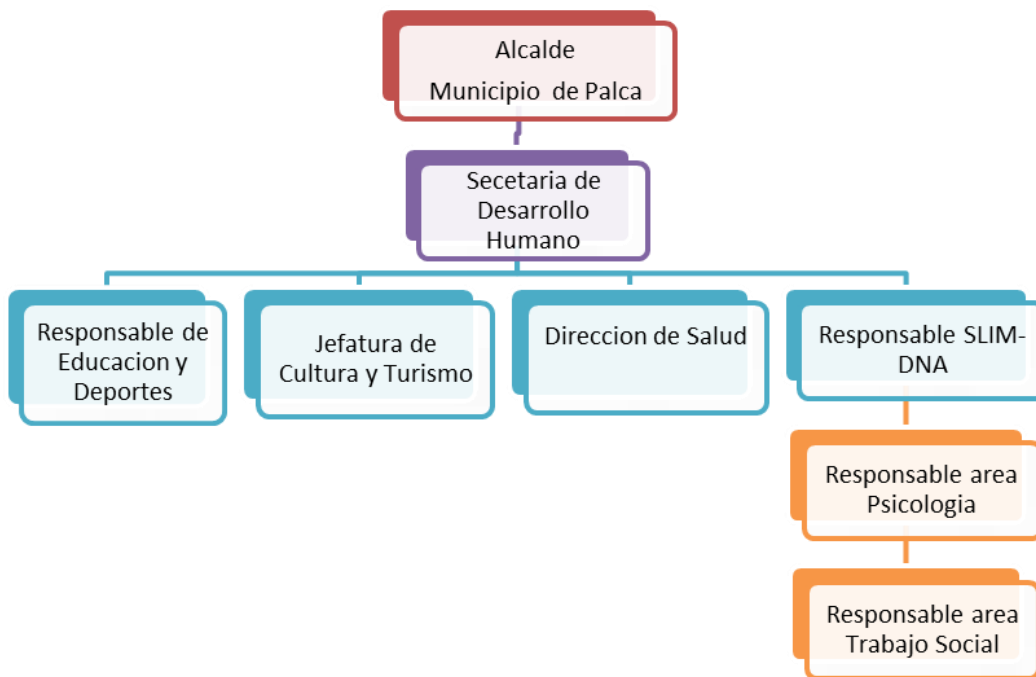 Alcalde
Municipio de Palca
Secetaria de
Desarrollo
Humano
Responsable de
Educacion y
Deportes
Jefatura de
Cultura y Turismo
Direccion de Salud
Responsable SLIM-
DNA
Responsable area
Psicologia
Responsable area
Trabajo Social